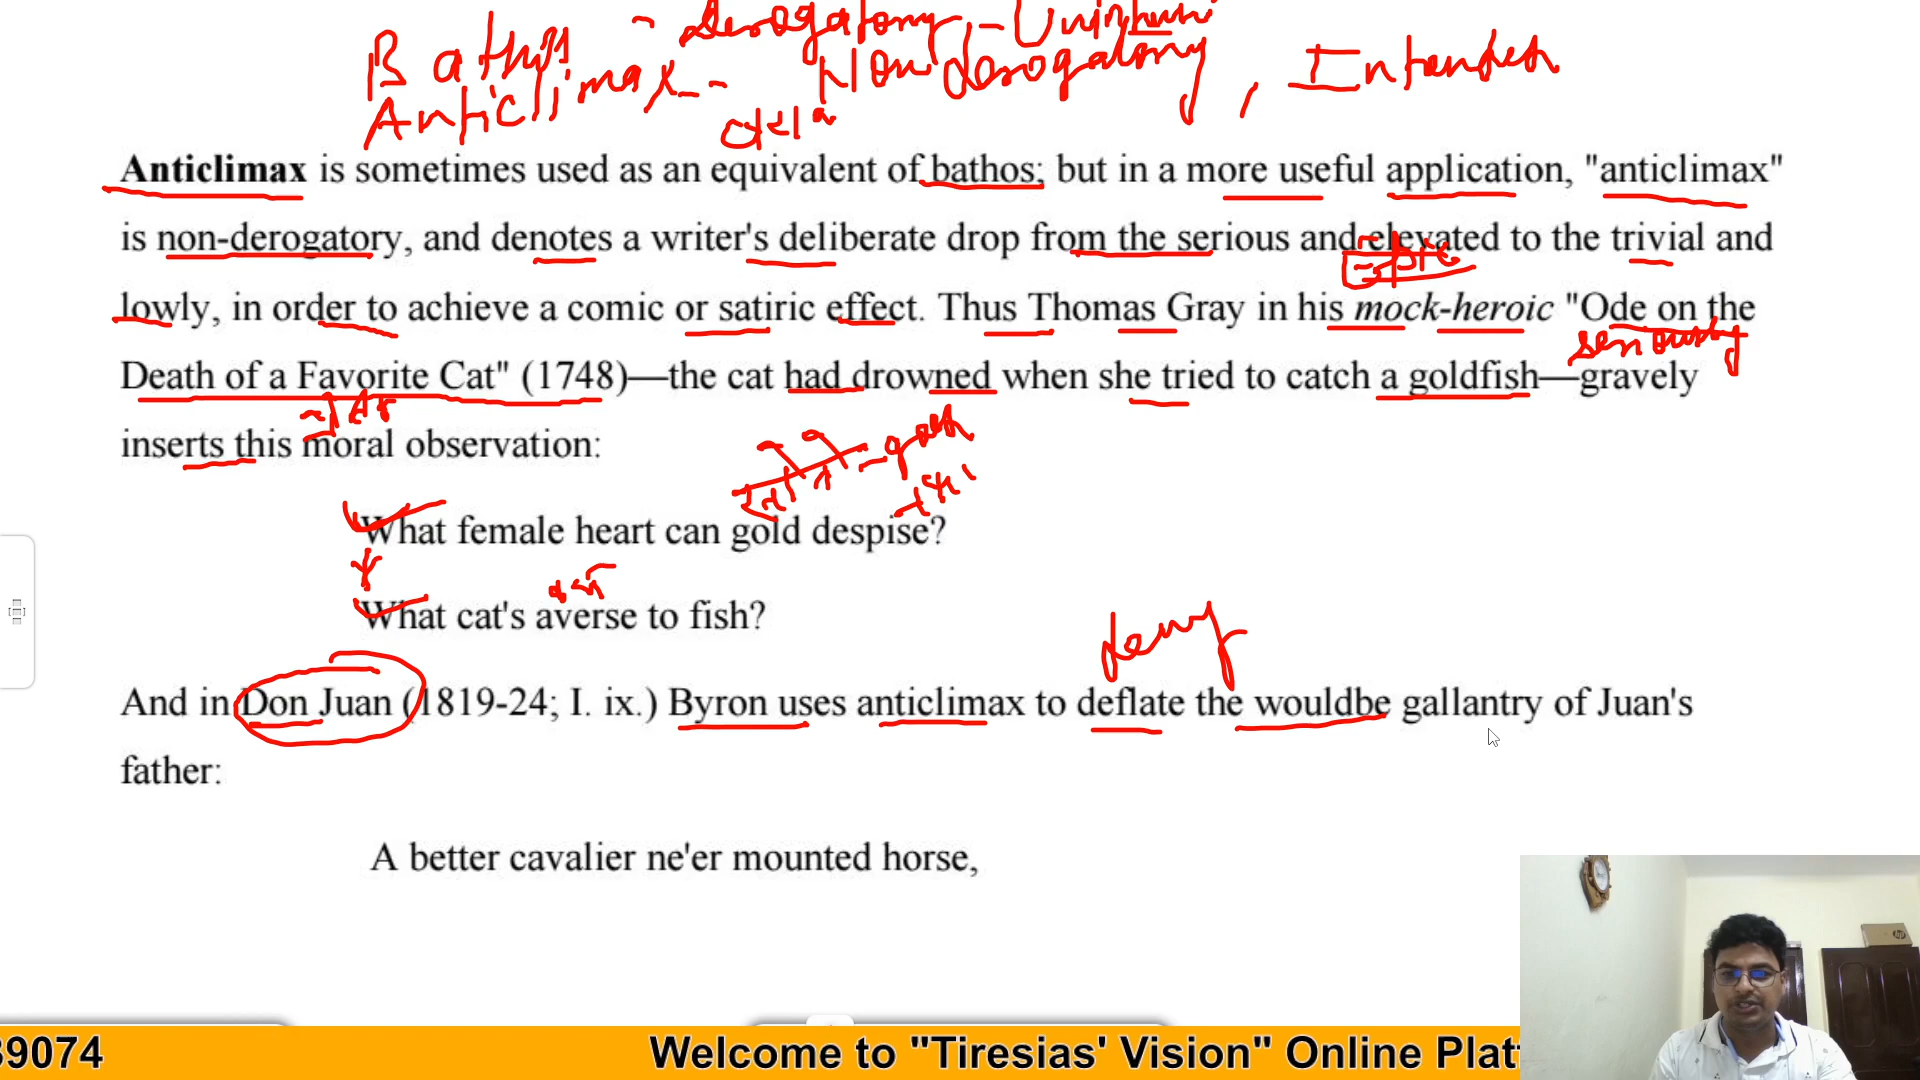 Bathos - derogatory, -
Anticlimax - Non derogatory, Intended
Anticlimax is sometimes used as an equivalent of bathos; but in a more useful application, "anticlimax"
is non-derogatory, and denotes a writer's deliberate drop from the serious and elevated to the trivial and
Epic
lowly, in order to achieve a comic or satiric effect. Thus Thomas Gray in his mock-heroic "Ode on the
seriously
Death of a Favorite Cat" (1748)—the cat had drowned when she tried to catch a goldfish—gravely
inserts this moral observation:
What female heart can gold despise?
What cat's averse to fish?
deny
And in Don Juan (1819-24; I. ix.) Byron uses anticlimax to deflate the wouldbe gallantry of Juan's
father:
A better cavalier ne'er mounted horse,
39074
Welcome to "Tiresias' Vision" Online